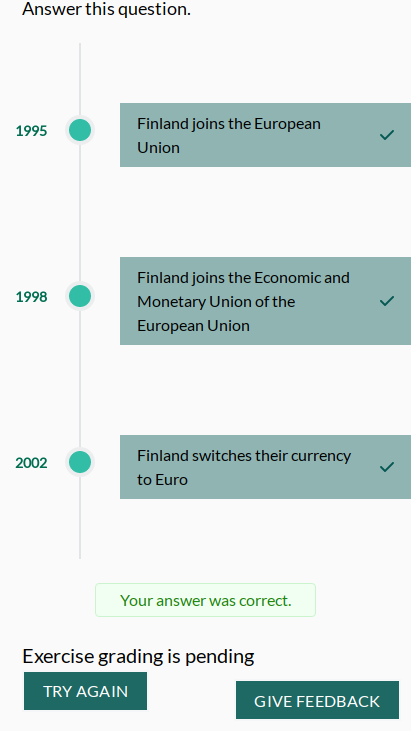 Answer this question.
1995
Finland joins the European
Union
1998
Finland joins the Economic and
Monetary Union of the
European Union
2002
Finland switches their currency
to Euro
Your answer was correct.
Exercise grading is pending
TRY AGAIN
GIVE FEEDBACK